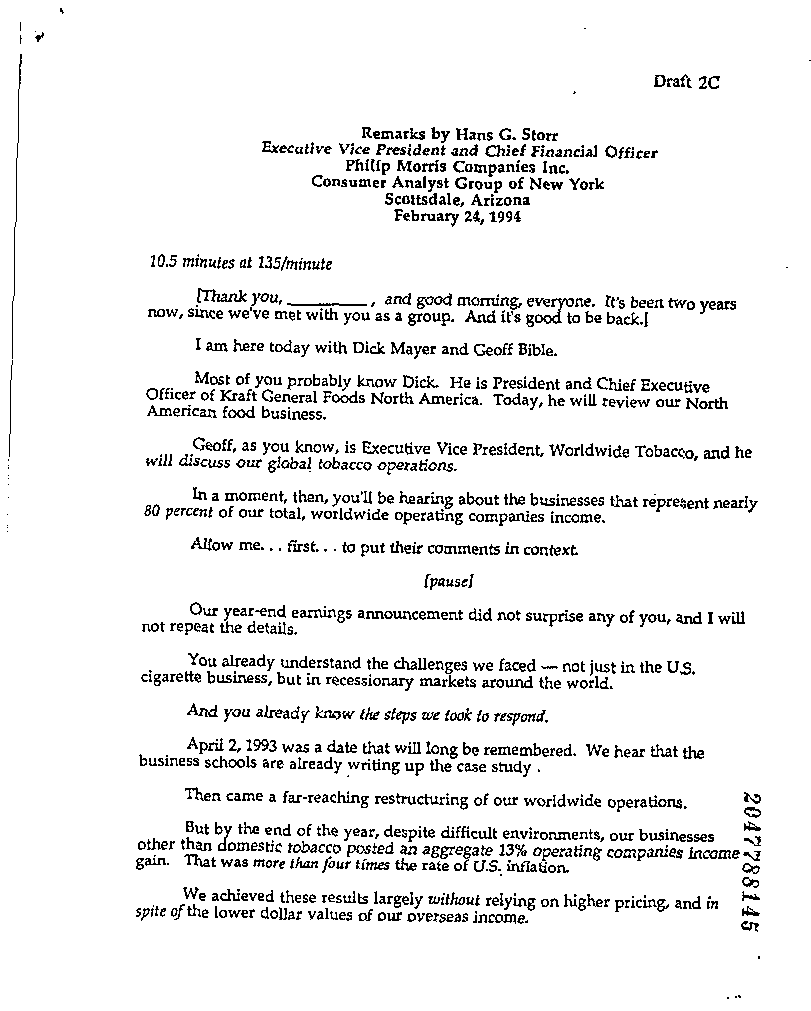 Draft 2C
Remarks by Hans G. Storr
Executive Vice President and Chief Financial Officer
Philip Morris Companies Inc.
Consumer Analyst Group of New York
Scottsdale, Arizona
February 24, 1994
10.5 minutes at 135/minute
[Thank you, _________ , and good morning, everyone. It's been two years
now, since we've met with you as a group. And it's good to be back.[
I am here today with Dick Mayer and Geoff Bible.
Most of you probably know Dick. He is President and Chief Executive
Officer of Kraft General Foods North America. Today, he will review our North
American food business.
Geoff, as you know, is Executive Vice President, Worldwide Tobacco, and he
will discuss our global tobacco operations.
In a moment, then, you'll be hearing about the businesses that represent nearly
80 percent of our total, worldwide operating companies income.
Allow me. . . first. . . to put their comments in context.
[pause]
Our year-end earnings announcement did not surprise any of you, and I will
not repeat the details.
You already understand the challenges we faced — not just in the U.S.
cigarette business, but in recessionary markets around the world.
And you already know the steps we took to respond.
April 2, 1993 was a date that will long be remembered. We hear that the
business schools are already writing up the case study .
Then came a far-reaching restructuring of our worldwide operations.
But by the end of the year, despite difficult environments, our businesses
other than domestic tobacco posted an aggregate 13% operating companies income
gain. That was more than four times the rate of U.S. inflation.
We achieved these results largely without relying on higher pricing, and in
spite of the lower dollar values of our overseas income.
2047788145